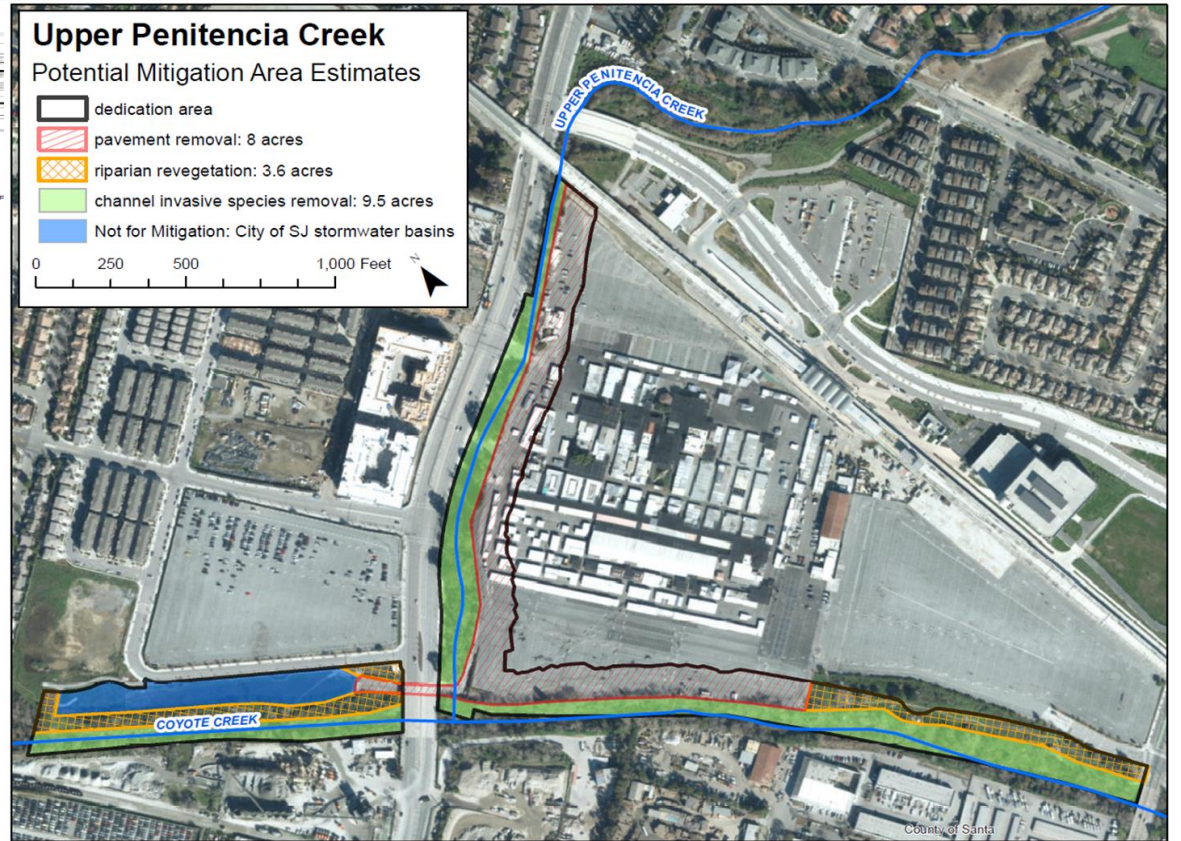 Upper Penitencia Creek
Potential Mitigation Area Estimates
dedication area
pavement removal: 8 acres
riparian revegetation: 3.6 acres
channel invasive species removal: 9.5 acres
Not for Mitigation: City of SJ stormwater basins
0 250 500 1,000 Feet
N
UPPER PENITENCIA CREEK
COYOTE CREEK
County of Santa